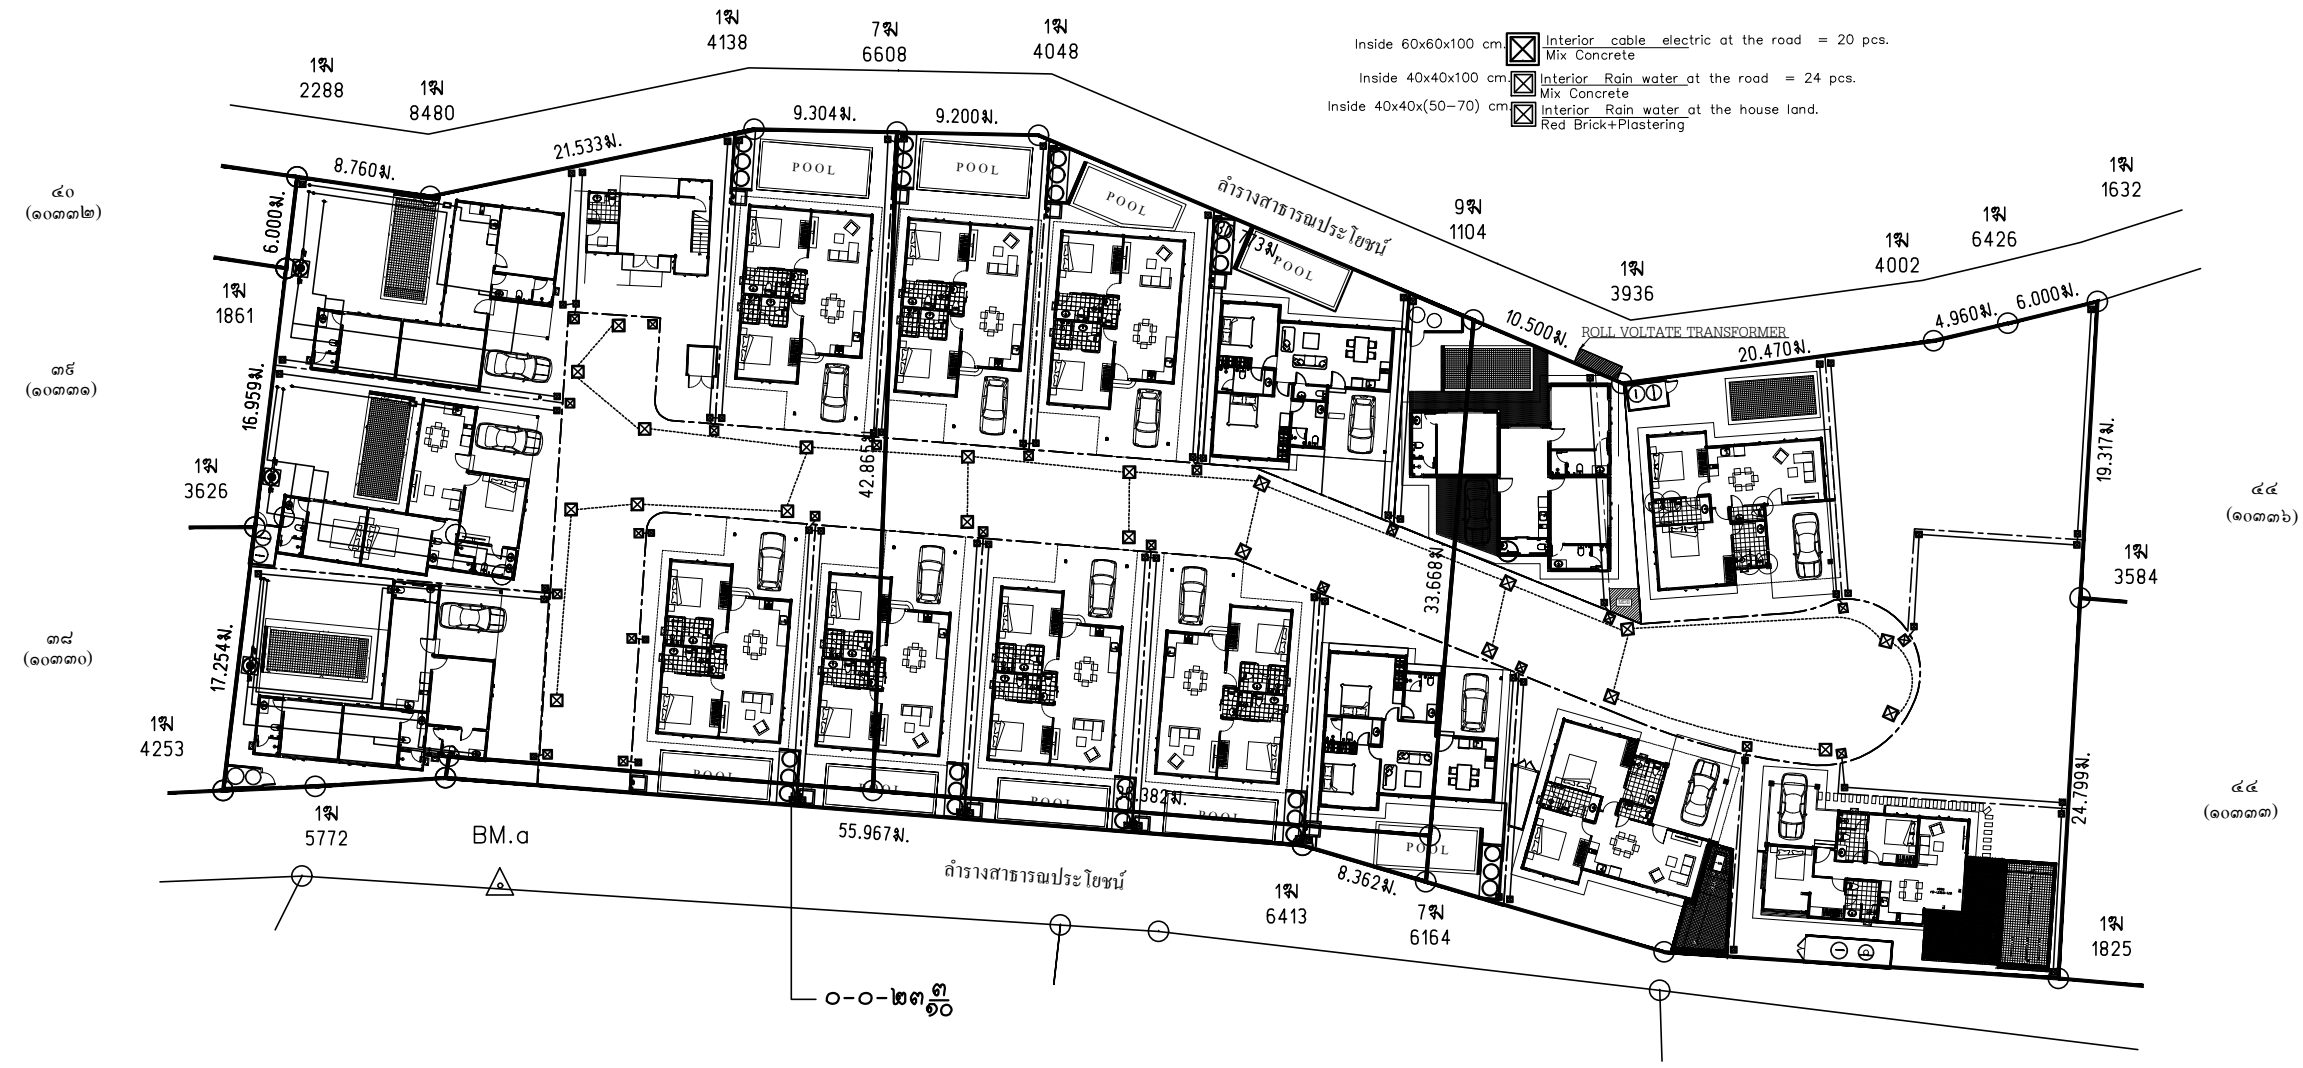 Inside 60x60x100 cm. Interior cable electric at the road = 20 pcs.
Mix Concrete
Inside 40x40x100 cm. Interior Rain water at the road = 24 pcs.
Mix Concrete
Inside 40x40x(50-70) cm. Interior Rain water at the house land.
Red Brick+Plastering
1ฆ
2288
1ฆ
8480
1ฆ
4138
7ฆ
6608
1ฆ
4048
9ฆ
1104
1ฆ
3936
1ฆ
4002
1ฆ
6426
1ฆ
1632
8.760ม.
21.533ม.
9.304ม.
9.200ม.
10.500ม.
20.470ม.
4.960ม.
6.000ม.
ลำรางสาธารณประโยชน์
ROLL VOLTATE TRANSFORMER
POOL
POOL
POOL
POOL
๔๐
(๑๐๓๓๒)
6.000ม.
1ฆ
1861
๓๙
(๑๐๓๓๑)
16.959ม.
1ฆ
3626
42.865ม.
33.668ม.
19.317ม.
๔๔
(๑๐๓๓๖)
1ฆ
3584
๓๘
(๑๐๓๓๐)
17.254ม.
1ฆ
4253
24.799ม.
๔๔
(๑๐๓๓๓)
POOL
POOL
POOL
POOL
POOL
1ฆ
5772
BM.a
55.967ม.
ลำรางสาธารณประโยชน์
8.362ม.
1ฆ
6413
7ฆ
6164
1ฆ
1825
๐-๐-๒๓ ๓/๑๐